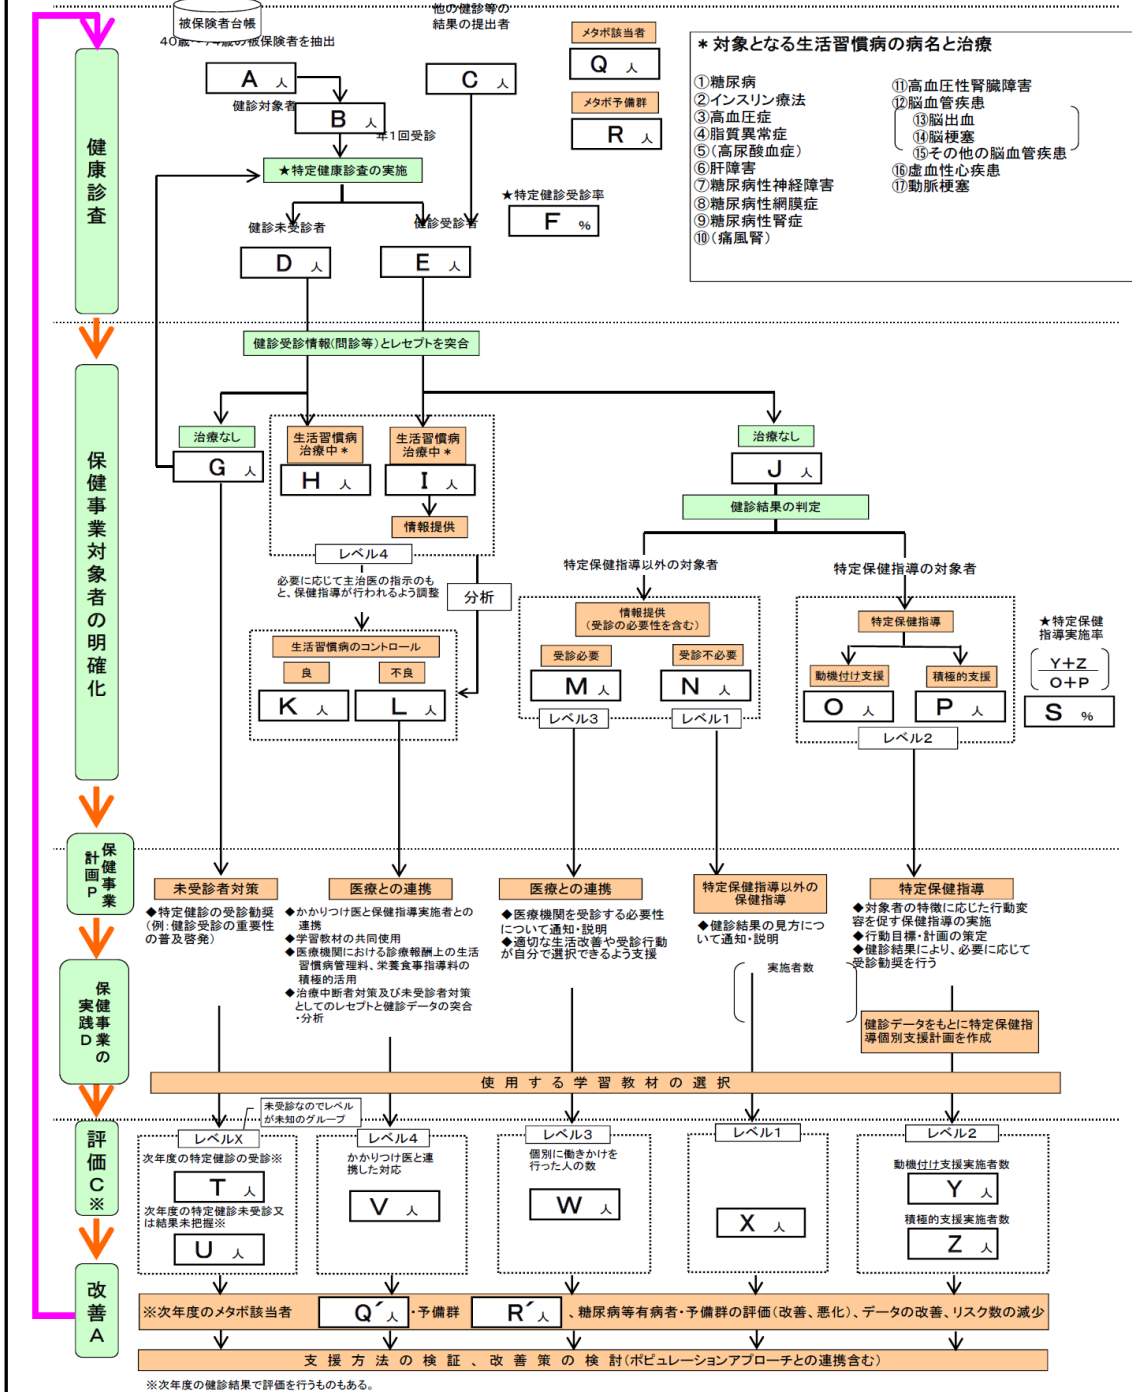 被保険者台帳
40歳～74歳の被保険者を抽出
他の健診等の
結果の提出者
A 人
健診対象者
B 人
年1回受診
C 人
★特定健康診査の実施
健診未受診者
健診受診者
D 人
E 人
メタボ該当者
Q 人
メタボ予備群
R 人
★特定健診受診率
F %
＊対象となる生活習慣病の病名と治療
①糖尿病
②インスリン療法
③高血圧症
④脂質異常症
⑤(高尿酸血症)
⑥肝障害
⑦糖尿病性神経障害
⑧糖尿病性網膜症
⑨糖尿病性腎症
⑩(痛風腎)
⑪高血圧性腎臓障害
⑫脳血管疾患
⑬脳出血
⑭脳梗塞
⑮その他の脳血管疾患
⑯虚血性心疾患
⑰動脈梗塞
健康診査
健診受診情報(問診等)とレセプトを突合
保健事業対象者の明確化
治療なし
G 人
生活習慣病
治療中＊
H 人
生活習慣病
治療中＊
I 人
情報提供
レベル4
必要に応じて主治医の指示のも
と、保健指導が行われるよう調整
分析
生活習慣病のコントロール
良
不良
K 人
L 人
治療なし
J 人
健診結果の判定
特定保健指導以外の対象者
特定保健指導の対象者
情報提供
(受診の必要性を含む)
受診必要
受診不必要
M 人
N 人
レベル3
レベル1
特定保健指導
動機付け支援
積極的支援
O 人
P 人
レベル2
★特定保健
指導実施率
Y+Z
O+P
S %
保健事業
計画P
未受診者対策
◆特定健診の受診勧奨
(例:健診受診の重要性
の普及啓発)
医療との連携
◆かかりつけ医と保健指導実施者との
連携
◆学習教材の共同使用
◆医療機関における診療報酬上の生活
習慣病管理料、栄養食事指導料の
積極的活用
◆治療中断者対策及び未受診者対策
としてのレセプトと健診データの突合
・分析
医療との連携
◆医療機関を受診する必要性
について通知・説明
◆適切な生活改善や受診行動
が自分で選択できるよう支援
特定保健指導以外の
保健指導
◆健診結果の見方につ
いて通知・説明
実施者数
特定保健指導
◆対象者の特徴に応じた行動変
容を促す保健指導の実施
◆行動目標・計画の策定
◆健診結果により、必要に応じて
受診勧奨を行う
健診データをもとに特定保健指
導個別支援計画を作成
保健事業の
実践D
使用する学習教材の選択
評価C※
未受診なのでレベル
が未知のグループ
レベルX
次年度の特定健診の受診※
T 人
次年度の特定健診未受診又
は結果未把握※
U 人
レベル4
かかりつけ医と連
携した対応
V 人
レベル3
個別に働きかけを
行った人の数
W 人
レベル1
X 人
レベル2
動機付け支援実施者数
Y 人
積極的支援実施者数
Z 人
改善A
※次年度のメタボ該当者 Q´人 ・予備群 R´人 、糖尿病等有病者・予備群の評価(改善、悪化)、データの改善、リスク数の減少
支援方法の検証、改善策の検討(ポピュレーションアプローチとの連携含む)
※次年度の健診結果で評価を行うものもある。